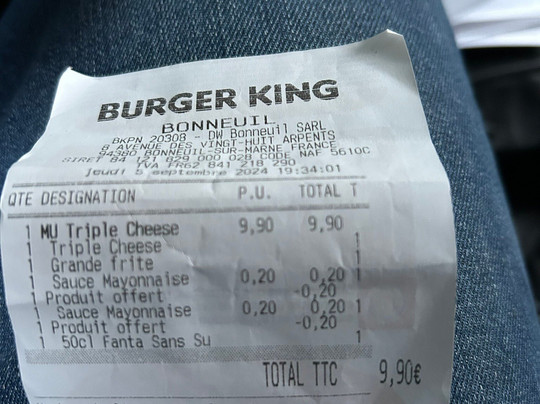 BURGER KING
BONNEUIL
BKPN 20308 - DW Bonneuil SARL
8 AVENUE DES VINGT-HUIT ARPENTS
94380 BONNEUIL-SUR-MARNE FRANCE
SIRET 84 121 829 000 028 CODE NAF 5610C
TVA FR62 841 218 290
jeudi 5 septembre 2024 19:34:01
QTE DESIGNATION P.U. TOTAL T
1 MU Triple Cheese 9,90 9,90
1 Triple Cheese 1
1 Grande frite 1
1 Sauce Mayonnaise 0,20 0,20 1
1 Produit offert -0,20
1 Sauce Mayonnaise 0,20 0,20 1
1 Produit offert -0,20
1 50cl Fanta Sans Su 1
TOTAL TTC 9,90€